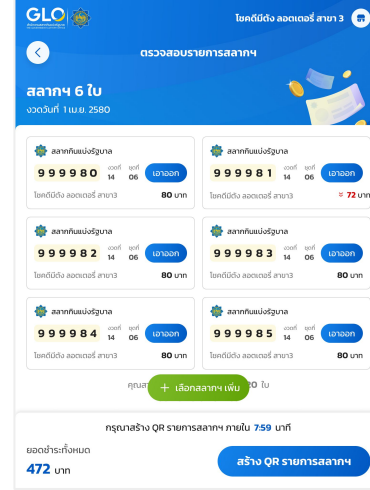 GLO
โชคดีมีดัง ลอตเตอรี่ สาขา 3
ตรวจสอบรายการสลากฯ
สลากฯ 6 ใบ
งวดวันที่ 1 เม.ย. 2580
สลากกินแบ่งรัฐบาล
999980 งวดที่ 14 ชุดที่ 06 เอาออก
โชคดีมีดัง ลอตเตอรี่ สาขา3 80 บาท
สลากกินแบ่งรัฐบาล
999981 งวดที่ 14 ชุดที่ 06 เอาออก
โชคดีมีดัง ลอตเตอรี่ สาขา3 72 บาท
สลากกินแบ่งรัฐบาล
999982 งวดที่ 14 ชุดที่ 06 เอาออก
โชคดีมีดัง ลอตเตอรี่ สาขา3 80 บาท
สลากกินแบ่งรัฐบาล
999983 งวดที่ 14 ชุดที่ 06 เอาออก
โชคดีมีดัง ลอตเตอรี่ สาขา3 80 บาท
สลากกินแบ่งรัฐบาล
999984 งวดที่ 14 ชุดที่ 06 เอาออก
โชคดีมีดัง ลอตเตอรี่ สาขา3 80 บาท
สลากกินแบ่งรัฐบาล
999985 งวดที่ 14 ชุดที่ 06 เอาออก
โชคดีมีดัง ลอตเตอรี่ สาขา3 80 บาท
+ เลือกสลากฯ เพิ่ม ใบ
กรุณาสร้าง QR รายการสลากฯ ภายใน 7:59 นาที
ยอดชำระทั้งหมด
472 บาท
สร้าง QR รายการสลากฯ